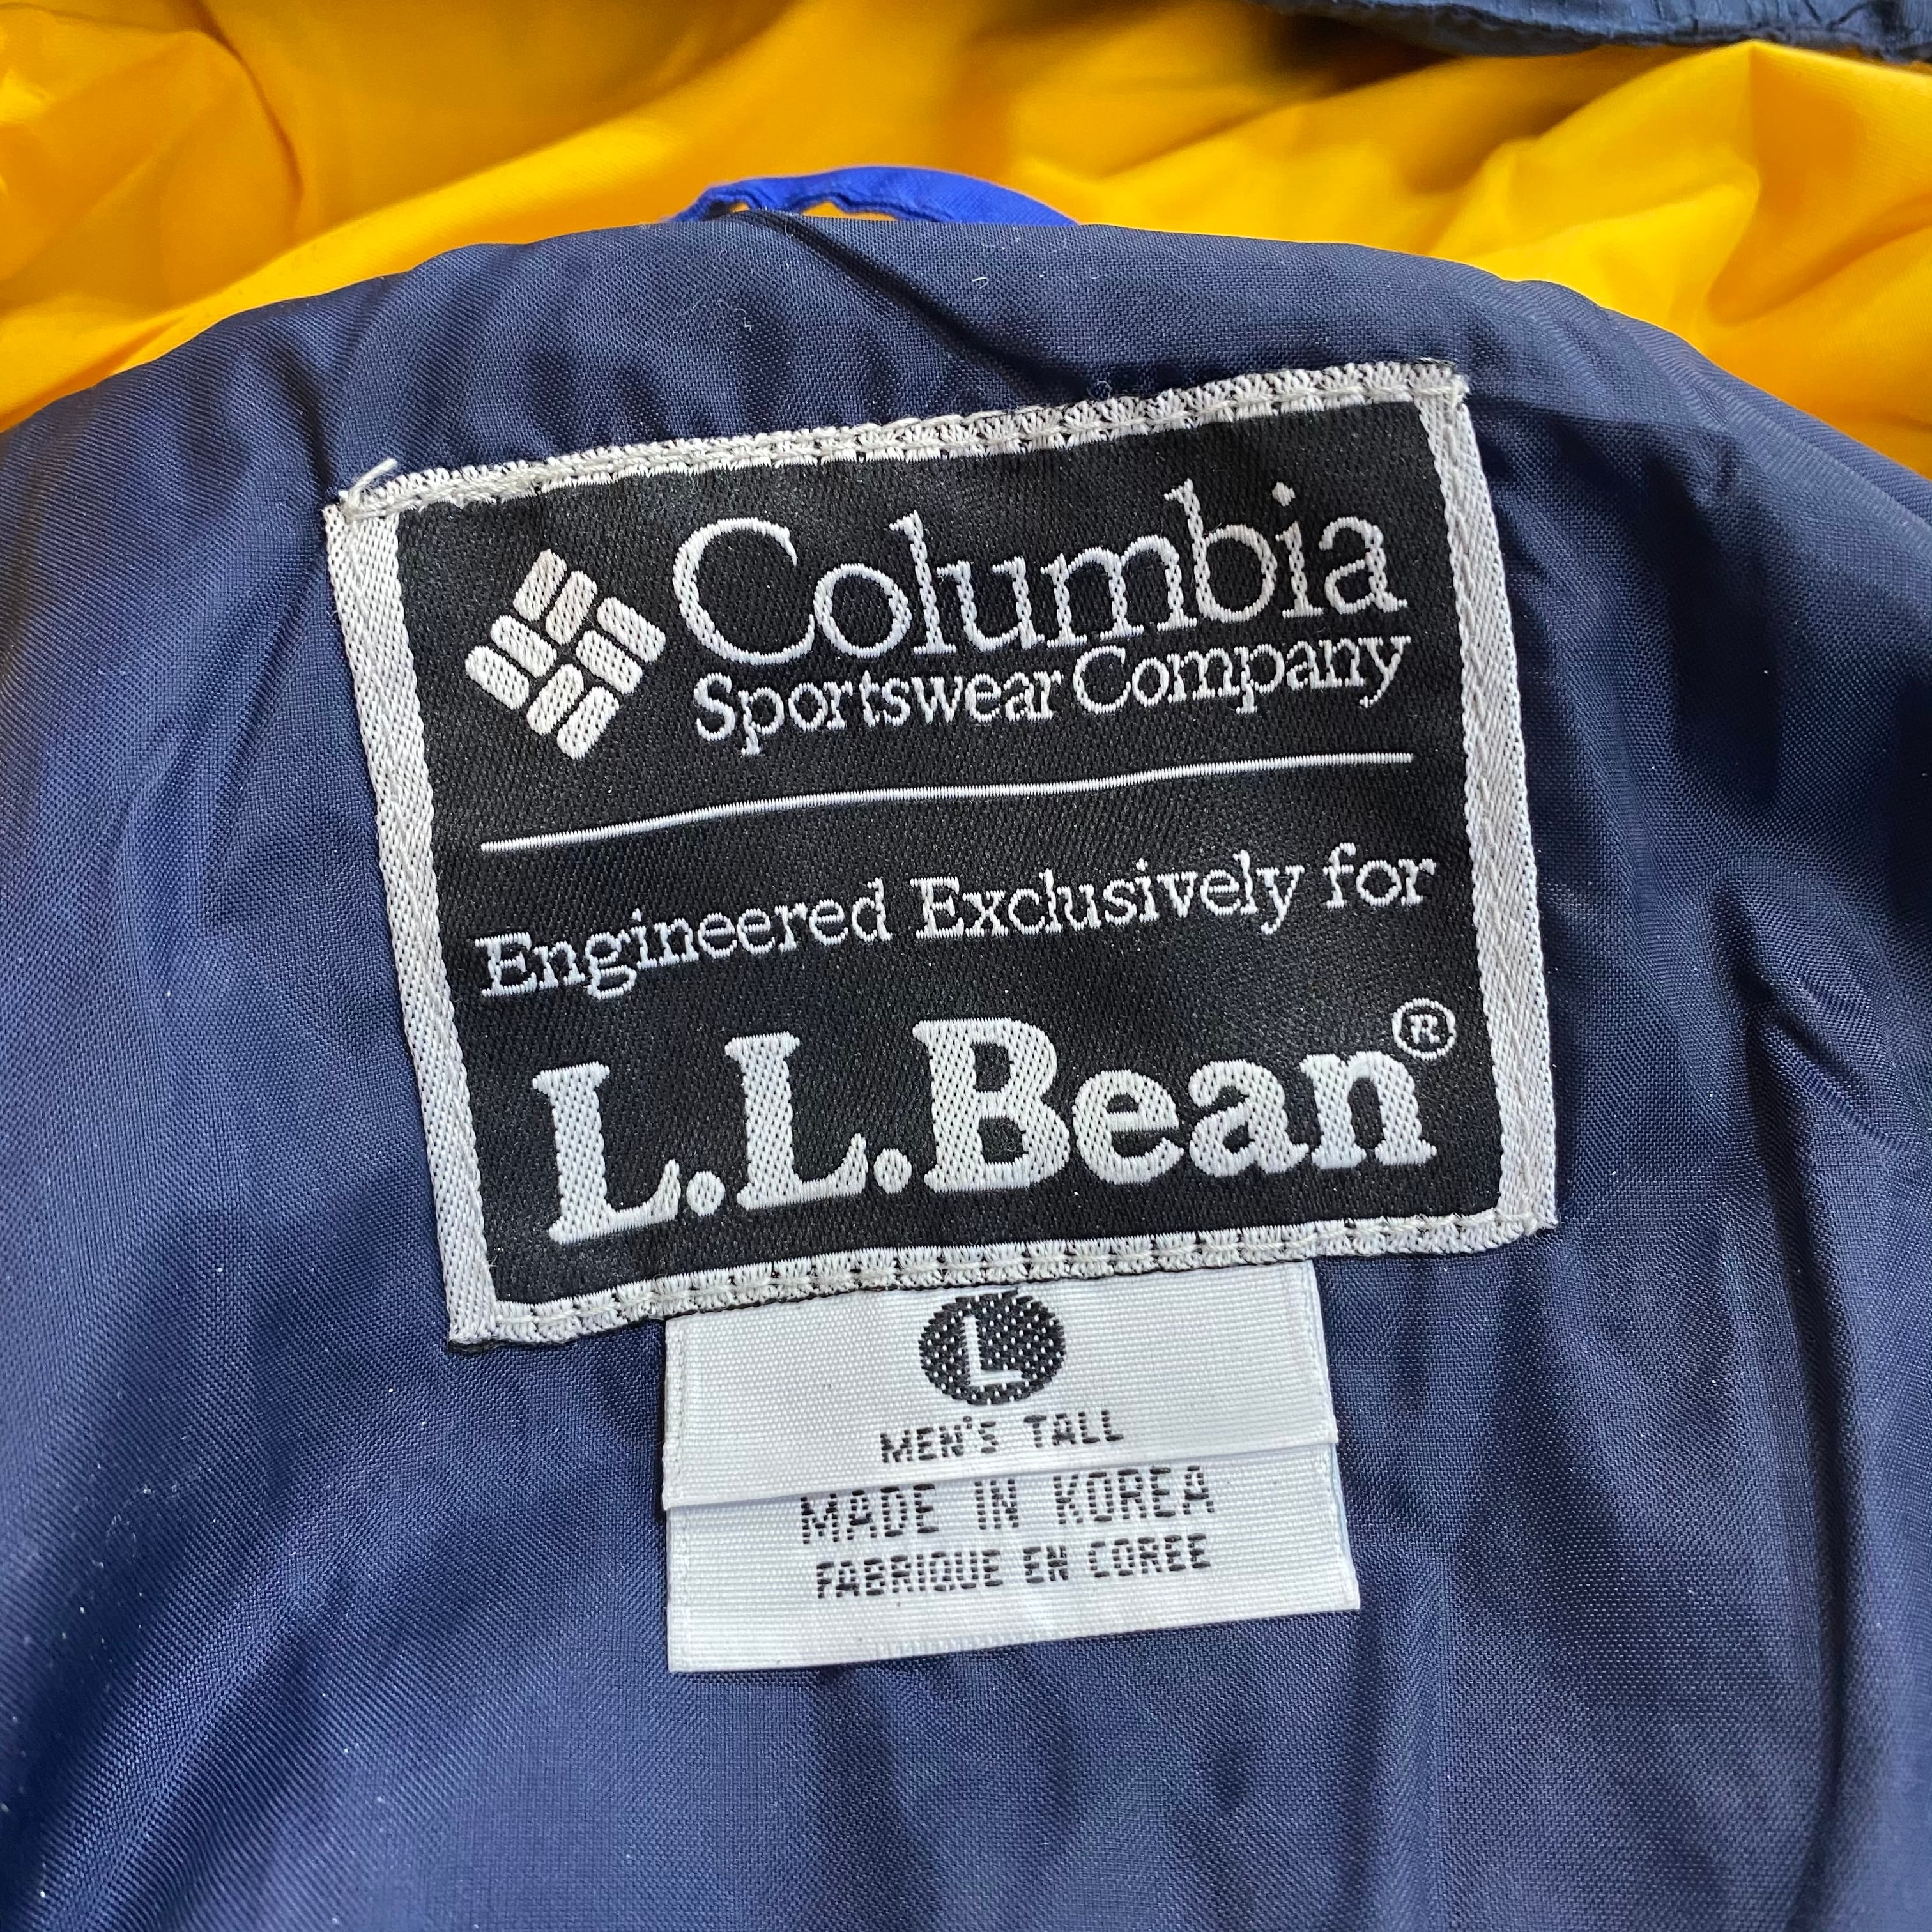 Columbia
Sportswear Company
Engineered Exclusively for
L.L.Bean®
L
MEN'S TALL
MADE IN KOREA
FABRIQUE EN COREE